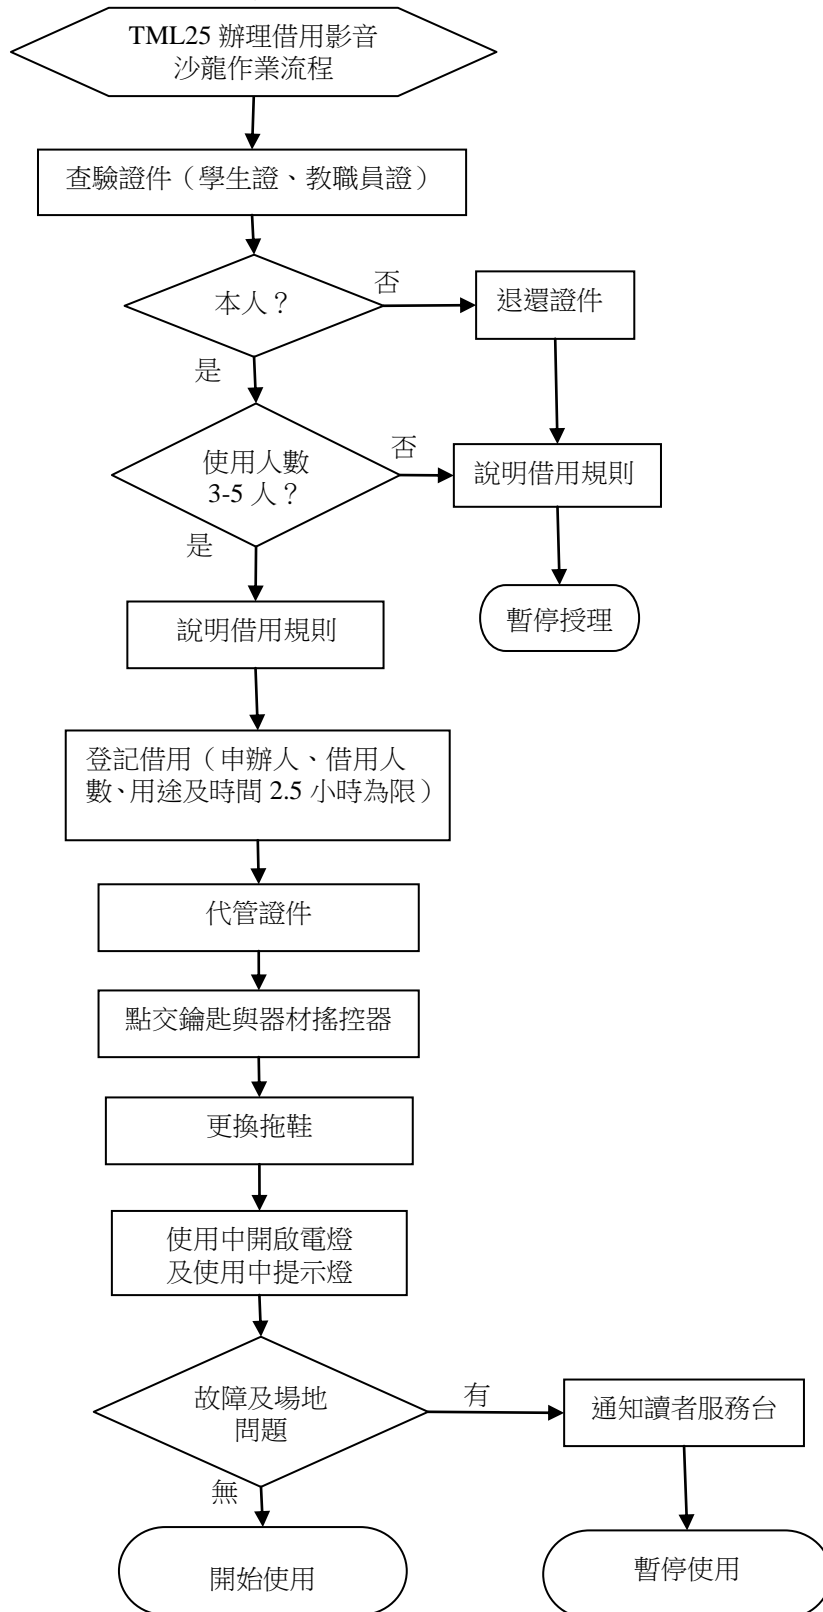 TML25 辦理借用影音
沙龍作業流程
查驗證件（學生證、教職員證）
本人？
否
退還證件
是
使用人數
3-5 人？
否
說明借用規則
是
暫停授理
說明借用規則
登記借用（申辦人、借用人
數、用途及時間 2.5 小時為限）
代管證件
點交鑰匙與器材搖控器
更換拖鞋
使用中開啟電燈
及使用中提示燈
故障及場地
問題
有
通知讀者服務台
無
開始使用
暫停使用